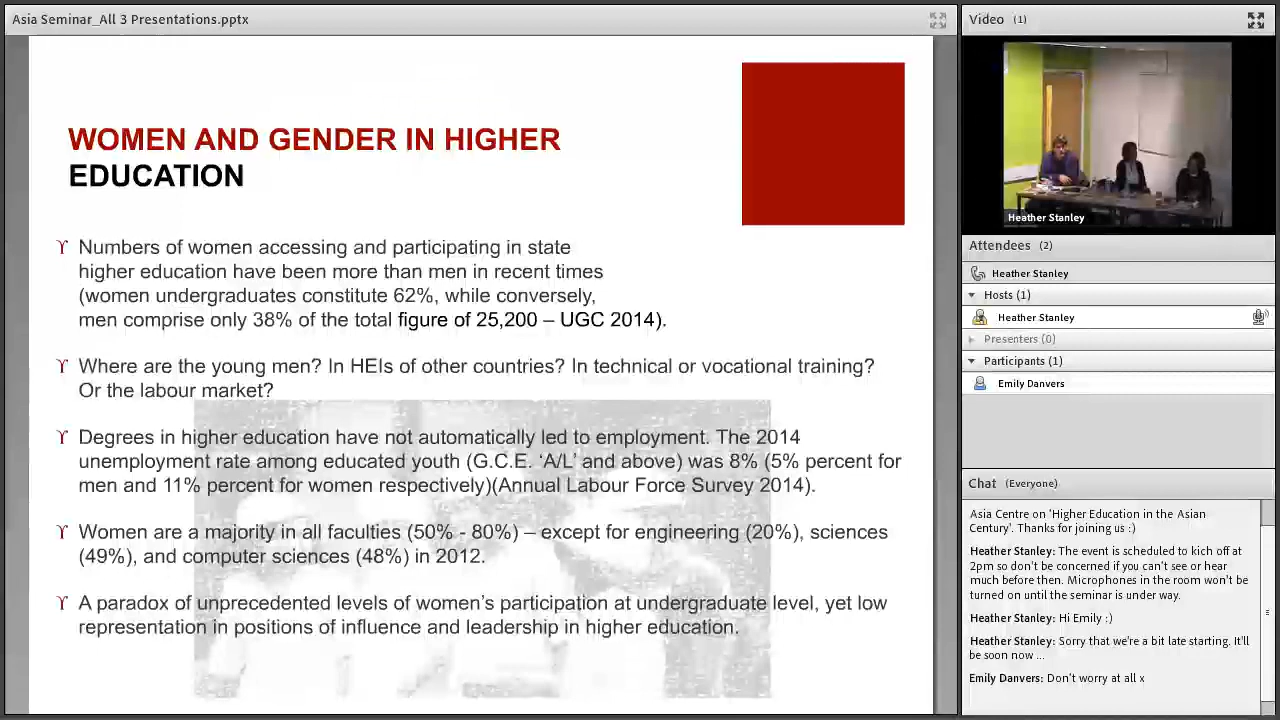 Asia Seminar_All 3 Presentations.pptx
WOMEN AND GENDER IN HIGHER
EDUCATION
ϒ Numbers of women accessing and participating in state
higher education have been more than men in recent times
(women undergraduates constitute 62%, while conversely,
men comprise only 38% of the total figure of 25,200 – UGC 2014).
ϒ Where are the young men? In HEIs of other countries? In technical or vocational training?
Or the labour market?
ϒ Degrees in higher education have not automatically led to employment. The 2014
unemployment rate among educated youth (G.C.E. ‘A/L’ and above) was 8% (5% percent for
men and 11% percent for women respectively)(Annual Labour Force Survey 2014).
ϒ Women are a majority in all faculties (50% - 80%) – except for engineering (20%), sciences
(49%), and computer sciences (48%) in 2012.
ϒ A paradox of unprecedented levels of women’s participation at undergraduate level, yet low
representation in positions of influence and leadership in higher education.
Video (1)
Heather Stanley
Attendees (2)
Heather Stanley
Hosts (1)
Heather Stanley
Presenters (0)
Participants (1)
Emily Danvers
Chat (Everyone)
Asia Centre on 'Higher Education in the Asian
Century'. Thanks for joining us :)
Heather Stanley: The event is scheduled to kick off at
2pm so don't be concerned if you can't see or hear
much before then. Microphones in the room won't be
turned on until the seminar is under way.
Heather Stanley: Hi Emily :)
Heather Stanley: Sorry that we're a bit late starting. It'll
be soon now ...
Emily Danvers: Don't worry at all x